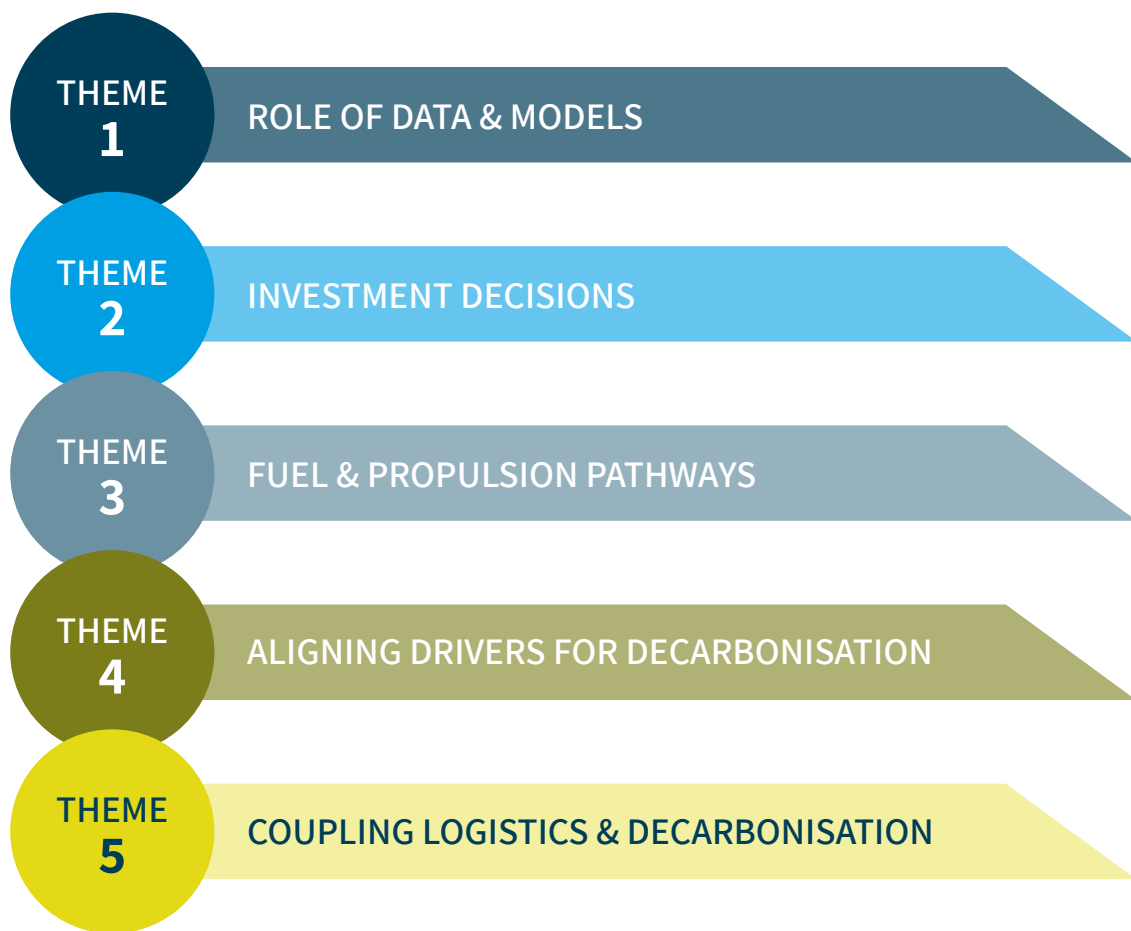 THEME
1
ROLE OF DATA & MODELS
THEME
2
INVESTMENT DECISIONS
THEME
3
FUEL & PROPULSION PATHWAYS
THEME
4
ALIGNING DRIVERS FOR DECARBONISATION
THEME
5
COUPLING LOGISTICS & DECARBONISATION